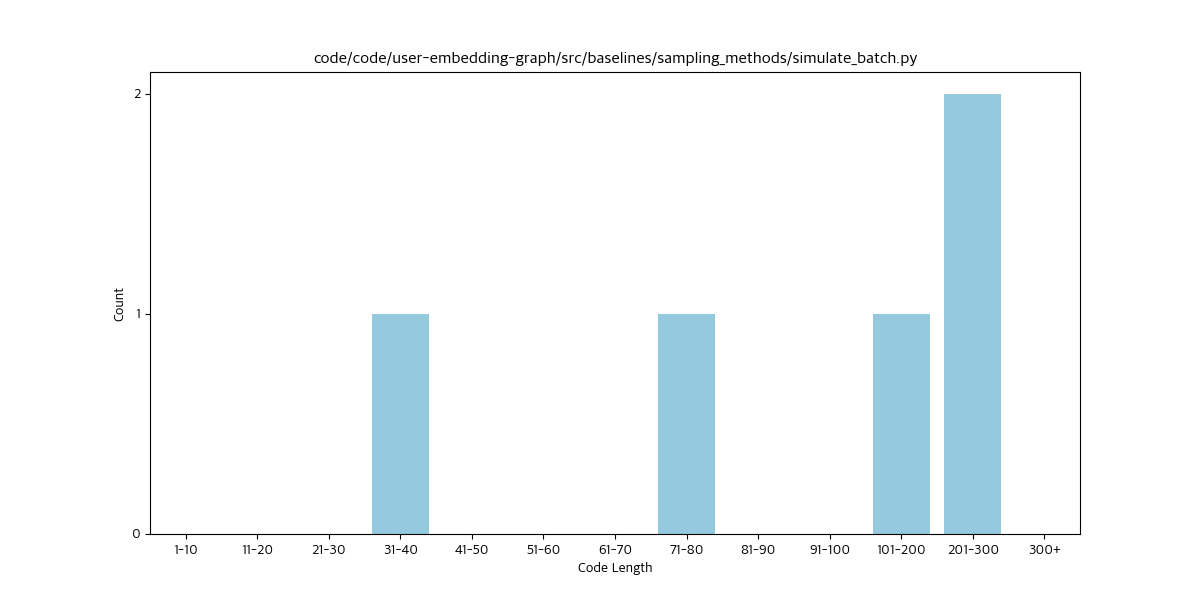 code/code/user-embedding-graph/src/baselines/sampling_methods/simulate_batch.py
2
1
0
Count
1-10 11-20 21-30 31-40 41-50 51-60 61-70 71-80 81-90 91-100 101-200 201-300 300+
Code Length